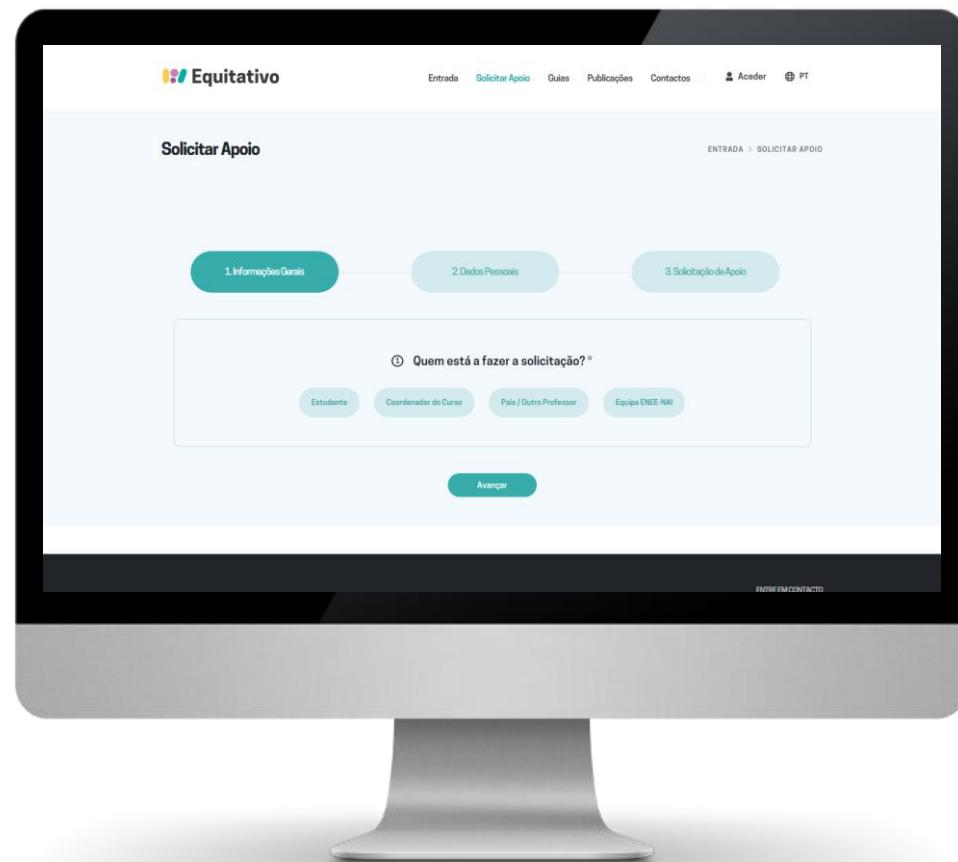 Equitativo
Entrada Solicitar Apoio Guias Publicações Contactos Aceder PT
Solicitar Apoio
ENTRADA > SOLICITAR APOIO
1. Informações Gerais 2. Dados Pessoais 3. Solicitação de Apoio
1 Quem está a fazer a solicitação? *
Estudante Coordenador do Curso Pais / Outro Professor Equipa ENEE-NAI
Avançar
ENTRE EM CONTACTO